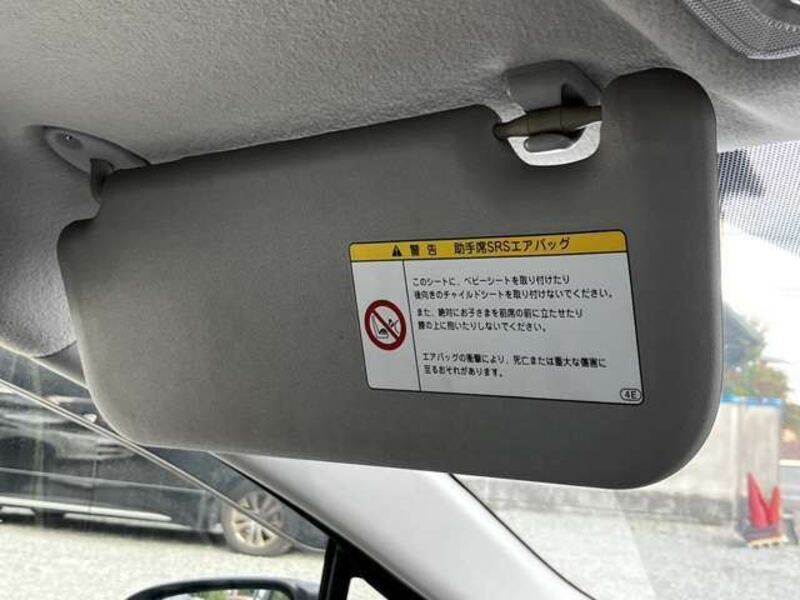 警告 助手席SRSエアバッグ
このシートに、ベビーシートを取り付けたり
後向きのチャイルドシートを取り付けないでください。
また、絶対にお子さまを前席の前に立たせたり
膝の上に抱いたりしないでください。
エアバッグの衝撃により、死亡または重大な傷害に
至るおそれがあります。
4E